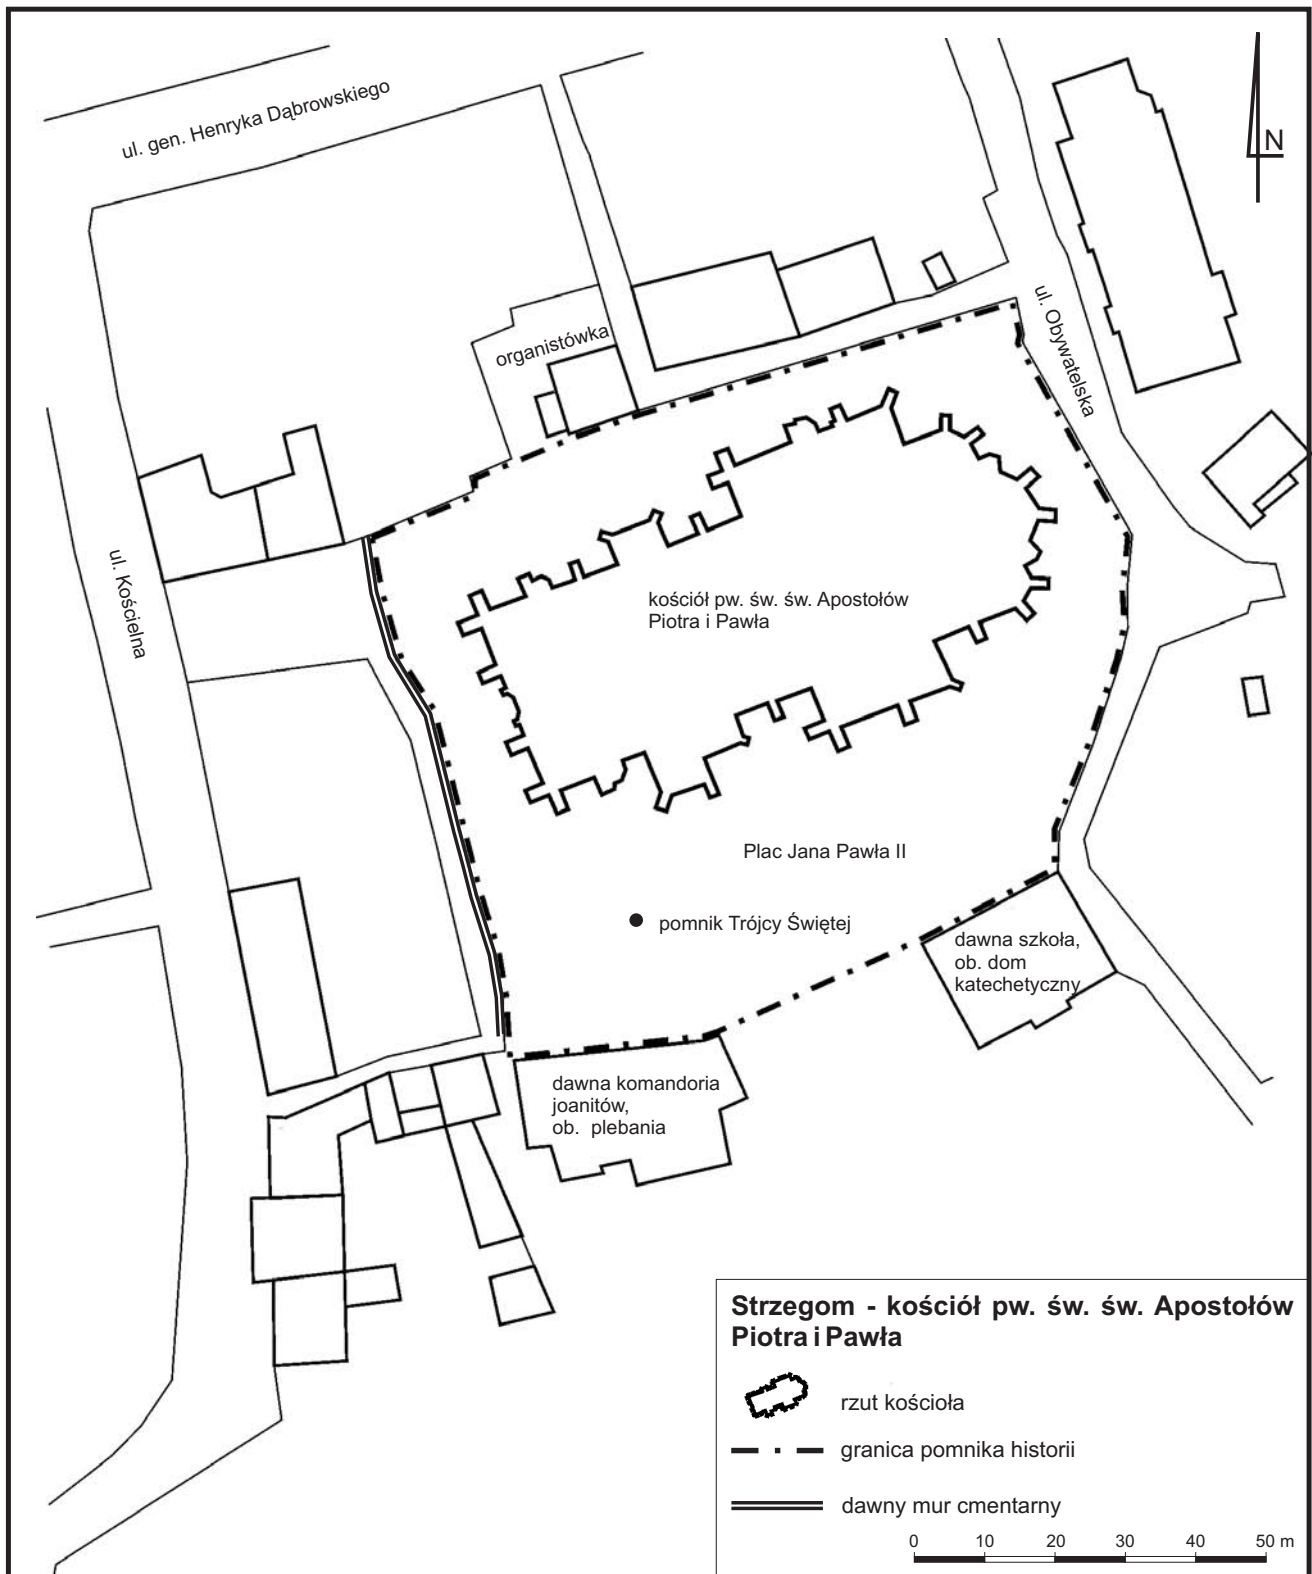 ul. gen. Henryka Dąbrowskiego
N
ul. Obywatelska
organistówka
ul. Kościelna
kościół pw. św. św. Apostołów
Piotra i Pawła
Plac Jana Pawła II
pomnik Trójcy Świętej
dawna szkoła,
ob. dom
katechetyczny
dawna komandoria
joanitów,
ob. plebania
Strzegom - kościół pw. św. św. Apostołów
Piotra i Pawła
rzut kościoła
granica pomnika historii
dawny mur cmentarny
0 10 20 30 40 50 m